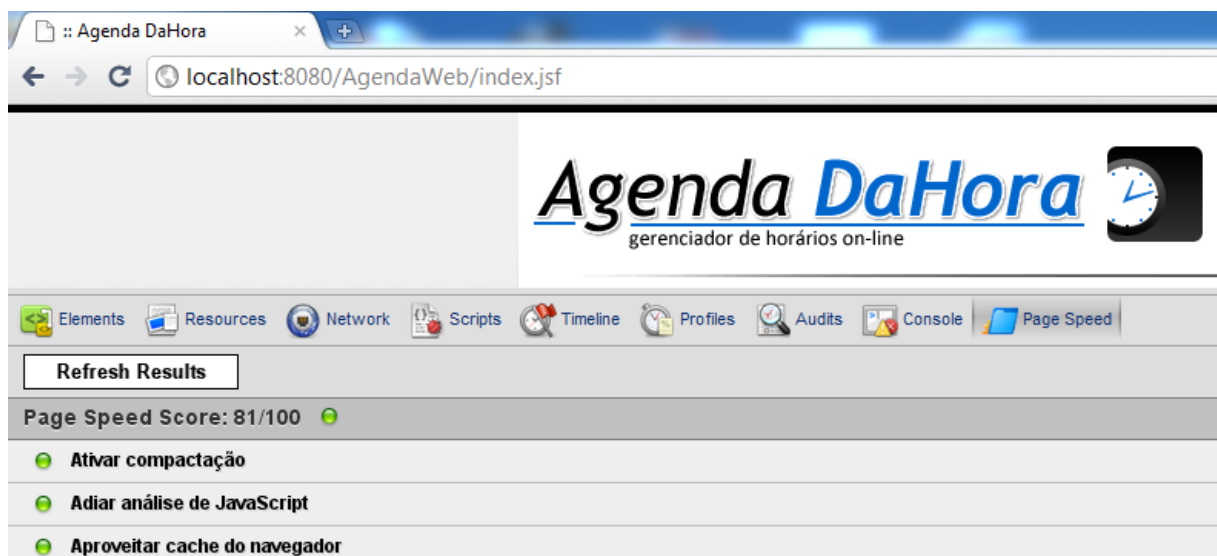 :: Agenda DaHora
localhost:8080/AgendaWeb/index.jsf
Agenda DaHora
gerenciador de horários on-line
Elements Resources Network Scripts Timeline Profiles Audits Console Page Speed
Refresh Results
Page Speed Score: 81/100
Ativar compactação
Adiar análise de JavaScript
Aproveitar cache do navegador